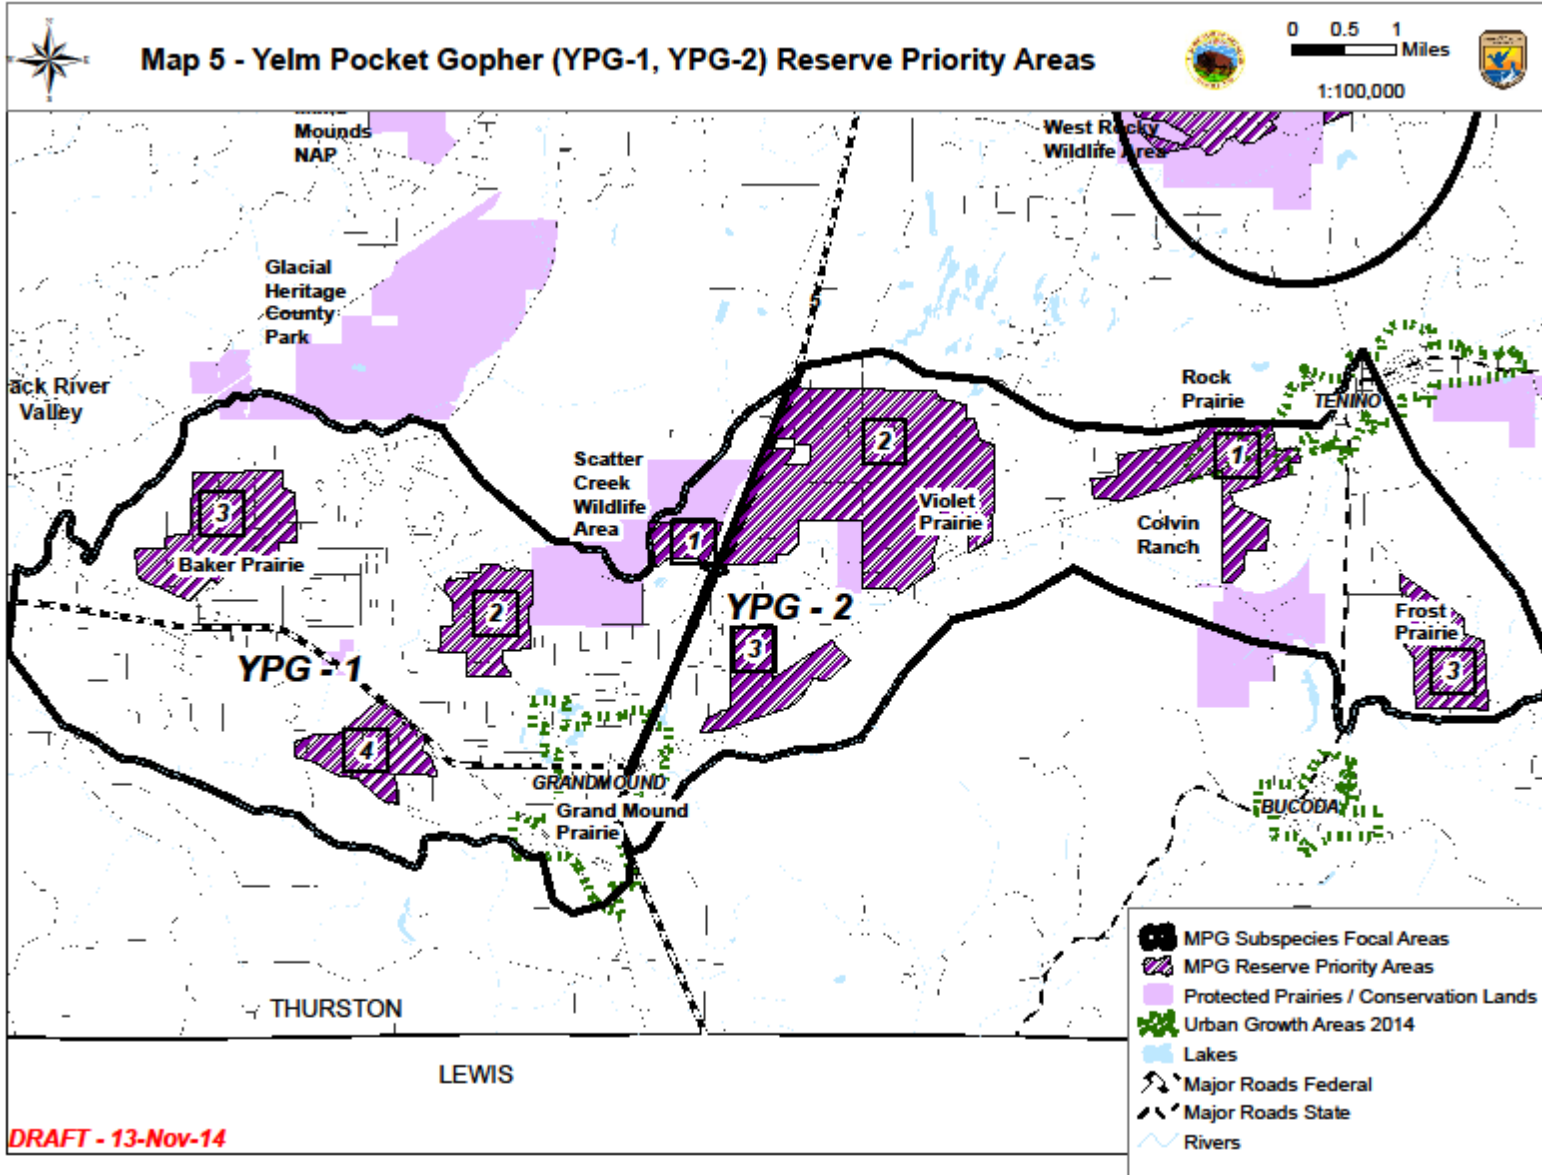 Map 5 - Yelm Pocket Gopher (YPG-1, YPG-2) Reserve Priority Areas
0 0.5 1
Miles
1:100,000
Mounds
NAP
West Rocky
Wildlife Area
Glacial
Heritage
County
Park
5
ack River
Valley
Rock
Prairie
TENINO
2
1
Scatter
Creek
Wildlife
Area
Violet
Prairie
Colvin
Ranch
3
1
Baker Prairie
2
YPG - 2
Frost
Prairie
3
3
YPG - 1
4
GRANDMOUND
Grand Mound
Prairie
BUCODA
THURSTON
LEWIS
MPG Subspecies Focal Areas
MPG Reserve Priority Areas
Protected Prairies / Conservation Lands
Urban Growth Areas 2014
Lakes
Major Roads Federal
Major Roads State
Rivers
DRAFT - 13-Nov-14